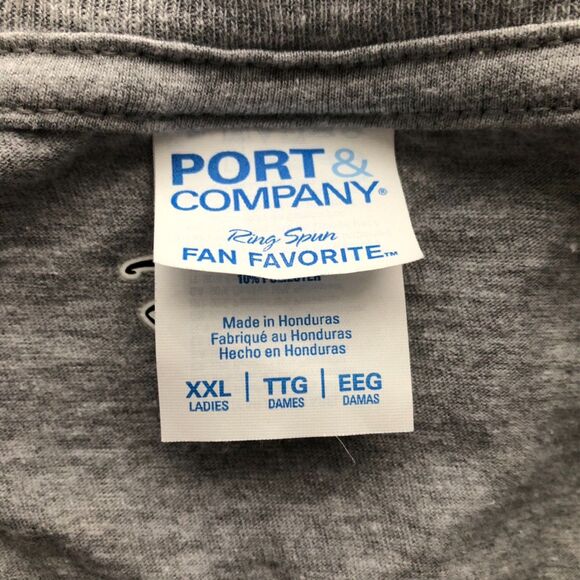 PORT &
COMPANY®
Ring Spun
FAN FAVORITE™
Made in Honduras
Fabriqué au Honduras
Hecho en Honduras
XXL | TTG | EEG
LADIES DAMES DAMAS